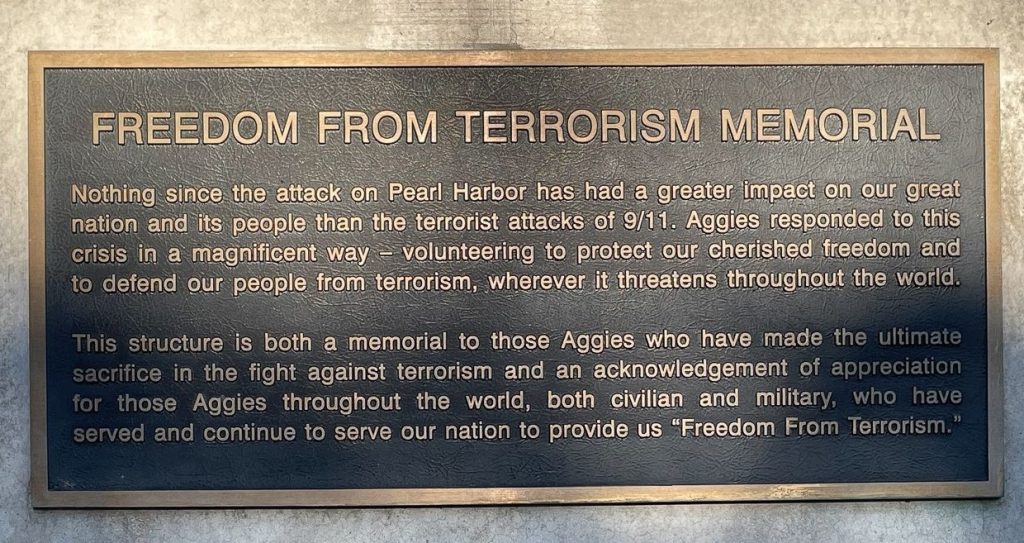 FREEDOM FROM TERRORISM MEMORIAL
Nothing since the attack on Pearl Harbor has had a greater impact on our great
nation and its people than the terrorist attacks of 9/11. Aggies responded to this
crisis in a magnificent way – volunteering to protect our cherished freedom and
to defend our people from terrorism, wherever it threatens throughout the world.
This structure is both a memorial to those Aggies who have made the ultimate
sacrifice in the fight against terrorism and an acknowledgement of appreciation
for those Aggies throughout the world, both civilian and military, who have
served and continue to serve our nation to provide us “Freedom From Terrorism.”